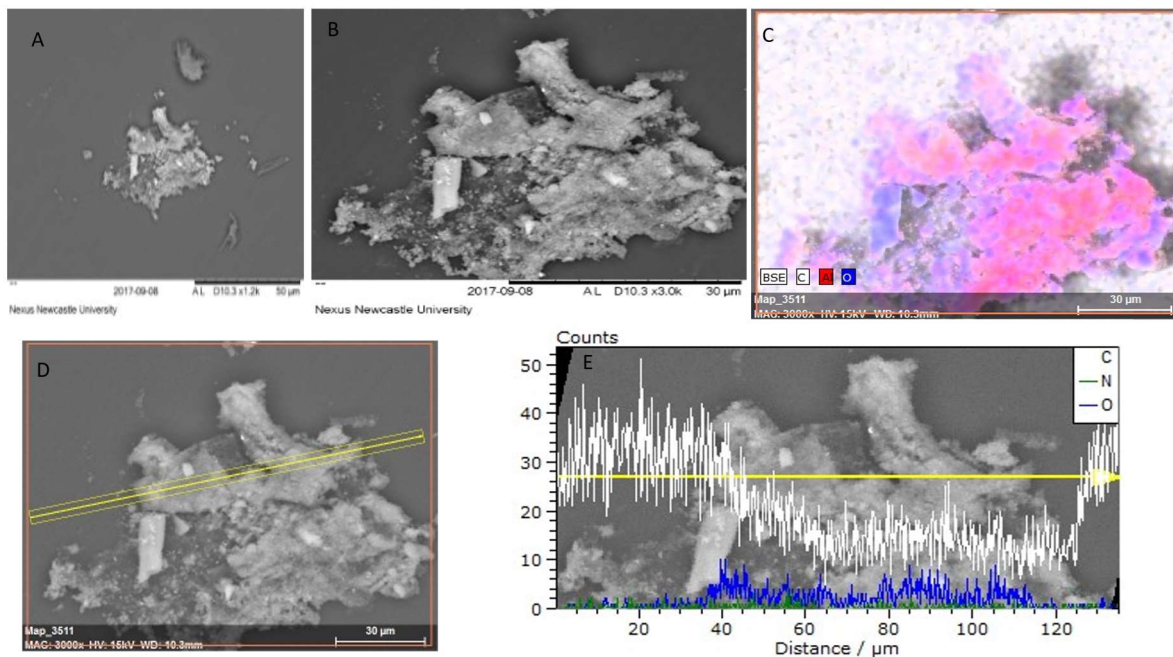 A
2017-09-08 A L D10.3 x1.2k 50 µm
Nexus Newcastle University
B
2017-09-08 A L D10.3 x3.0k 30 µm
Nexus Newcastle University
C
BSE C Al O
30 µm
Map_3511
MAG: 3000x HV: 15kV WD: 10.3mm
D
30 µm
Map_3511
MAG: 3000x HV: 15kV WD: 10.3mm
Counts
E
C
N
O
50
40
30
20
10
0
20 40 60 80 100 120
Distance / µm